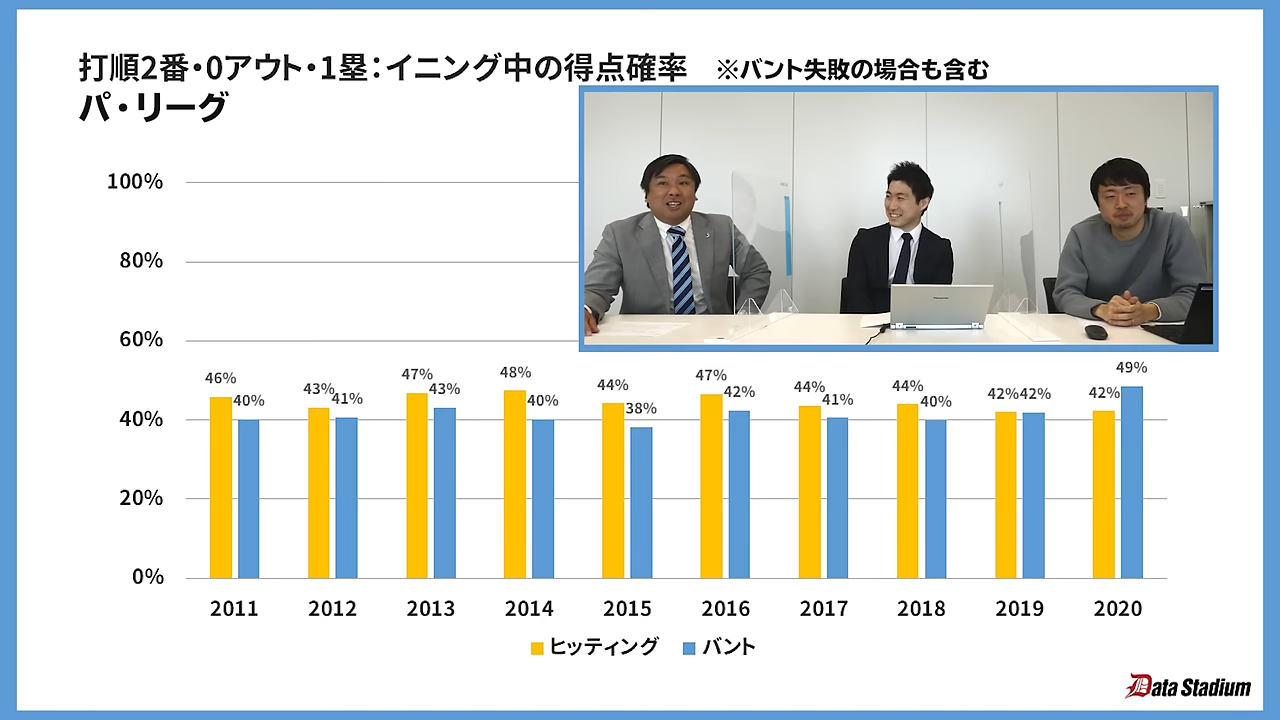 打順2番・0アウト・1塁：イニング中の得点確率 ※バント失敗の場合も含む
パ・リーグ
100%
80%
60%
40%
20%
0%
46% 40% 43% 41% 47% 43% 48% 40% 44% 38% 47% 42% 44% 41% 44% 40% 42% 42% 42% 49%
2011 2012 2013 2014 2015 2016 2017 2018 2019 2020
ヒッティング バント
Data Stadium